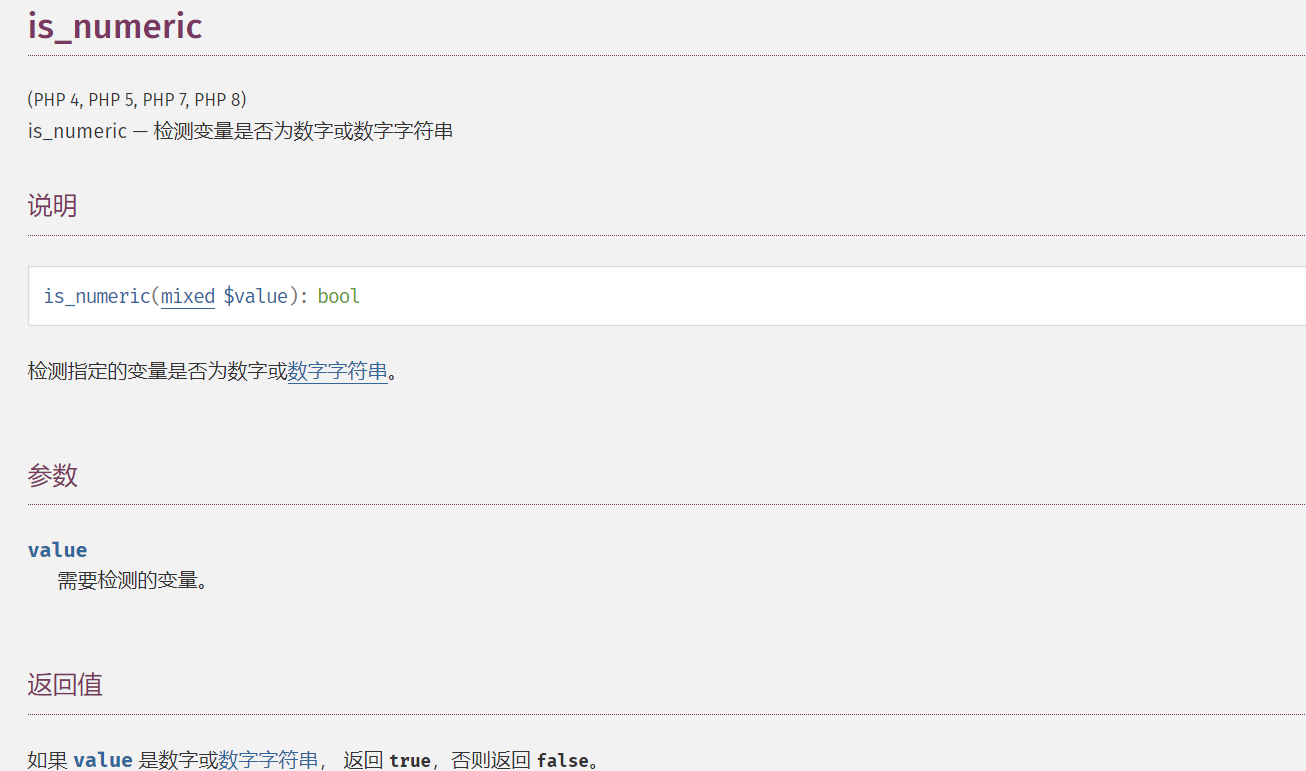 is_numeric
(PHP 4, PHP 5, PHP 7, PHP 8)
is_numeric — 检测变量是否为数字或数字字符串
说明
is_numeric(mixed $value): bool
检测指定的变量是否为数字或数字字符串。
参数
value
需要检测的变量。
返回值
如果 value 是数字或数字字符串， 返回 true，否则返回 false。